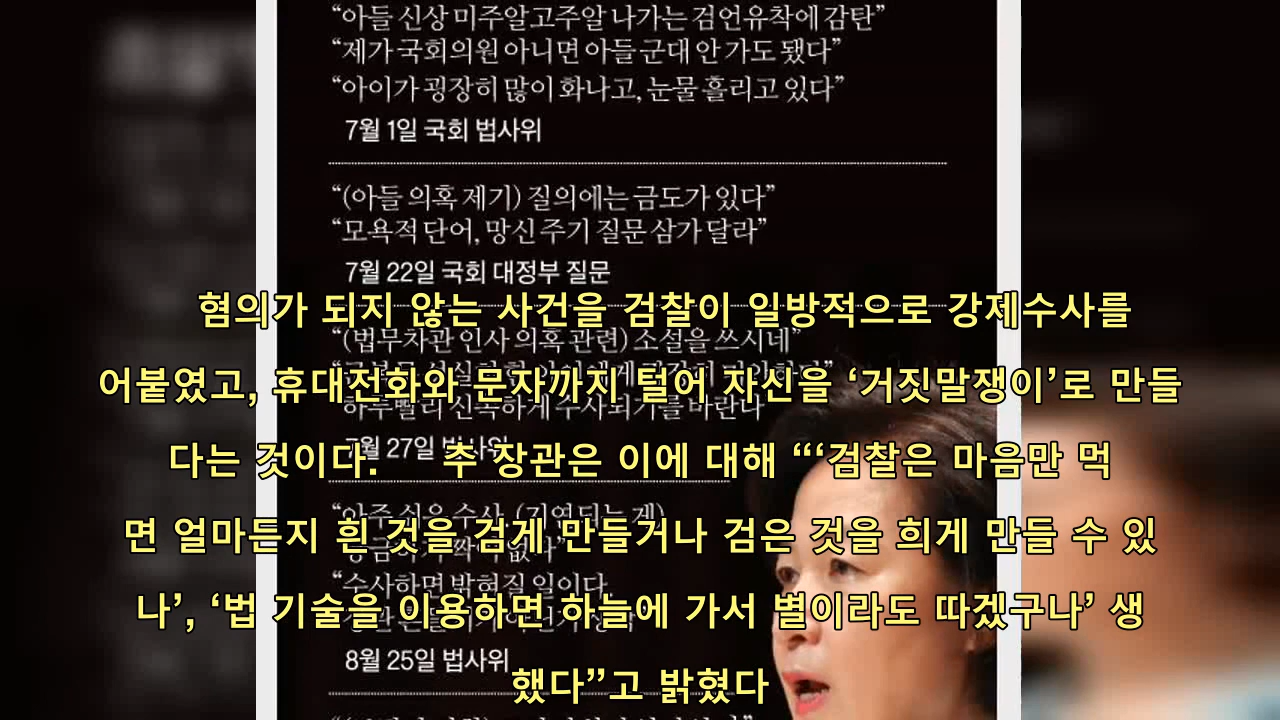 “아들 신상 미주알고주알 나가는 검언유착에 감탄”
“제가 국회의원 아니면 아들 군대 안 가도 됐다”
“아이가 굉장히 많이 화나고, 눈물 흘리고 있다”
7월 1일 국회 법사위
“(아들 의혹 제기) 질의에는 금도가 있다”
“모욕적 단어, 망신 주기 질문 삼가 달라”
7월 22일 국회 대정부 질문
혐의가 되지 않는 사건을 검찰이 일방적으로 강제수사를
“(법무차관 인사 의혹 관련) 소설을 쓰시네”
어붙였고, 휴대전화와 문자까지 털어 자신을 ‘거짓말쟁이’로 만들
하루빨리 신속하게 수사되기를 바란다”
7월 27일 법사위
다는 것이다. 추 장관은 이에 대해 “‘검찰은 마음만 먹
“아주 쉬운 수사, (지연되는 게)
면 얼마든지 흰 것을 검게 만들거나 검은 것을 희게 만들 수 있
“수사하면 밝혀질 일이다
나’, ‘법 기술을 이용하면 하늘에 가서 별이라도 따겠구나’ 생
8월 25일 법사위
했다”고 밝혔다